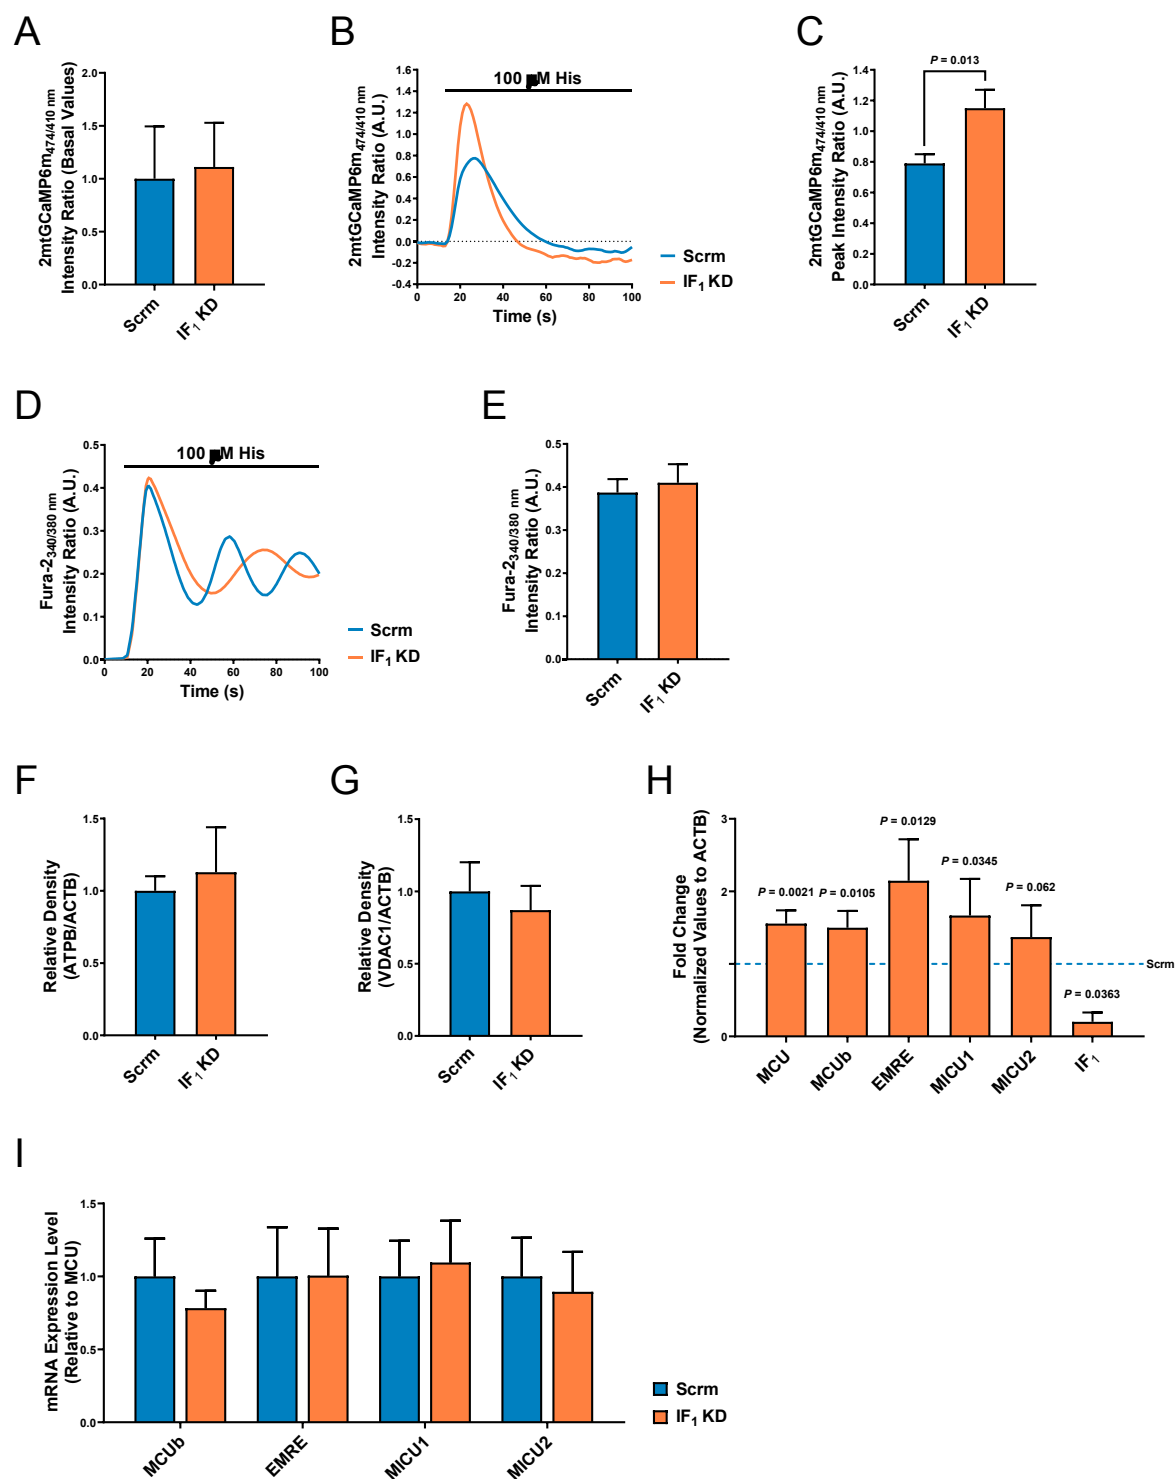 A
2mtGCaMP6m474/410 nm
Intensity Ratio (Basal Values)
2.0
1.5
1.0
0.5
0.0
Scrm
IF1 KD
B
2mtGCaMP6m474/410 nm
Intensity Ratio (A.U.)
100 µM His
1.6
1.4
1.2
1.0
0.8
0.6
0.4
0.2
0.0
-0.2
-0.4
0 20 40 60 80 100
Time (s)
Scrm
IF1 KD
C
2mtGCaMP6m474/410 nm
Peak Intensity Ratio (A.U.)
P = 0.013
1.4
1.2
1.0
0.8
0.6
0.4
0.2
0.0
Scrm
IF1 KD
D
Fura-2340/380 nm
Intensity Ratio (A.U.)
100 µM His
0.5
0.4
0.3
0.2
0.1
0.0
0 20 40 60 80 100
Time (s)
Scrm
IF1 KD
E
Fura-2340/380 nm
Intensity Ratio (A.U.)
0.5
0.4
0.3
0.2
0.1
0.0
Scrm
IF1 KD
F
Relative Density
(ATPB/ACTB)
1.5
1.0
0.5
0.0
Scrm
IF1 KD
G
Relative Density
(VDAC1/ACTB)
1.5
1.0
0.5
0.0
Scrm
IF1 KD
H
Fold Change
(Normalized Values to ACTB)
3
2
0
P = 0.0021
P = 0.0105
P = 0.0129
P = 0.0345
P = 0.062
P = 0.0363
Scrm
MCU
MCUb
EMRE
MICU1
MICU2
IF1
I
mRNA Expression Level
(Relative to MCU)
1.5
1.0
0.5
0.0
MCUb
EMRE
MICU1
MICU2
Scrm
IF1 KD